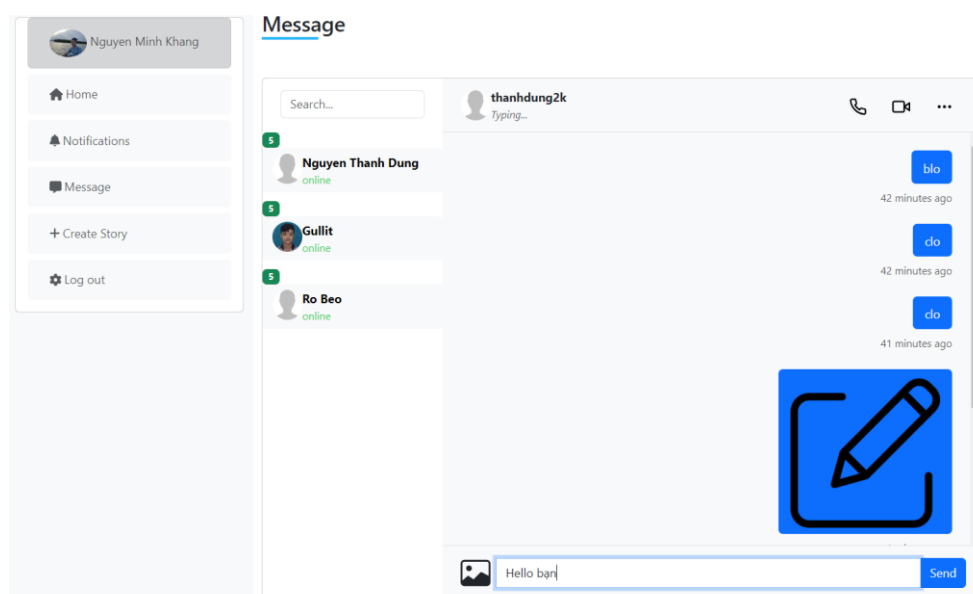 Nguyen Minh Khang
Home
Notifications
Message
Create Story
Log out
Message
Search...
5
Nguyen Thanh Dung
online
5
Gullit
online
5
Ro Beo
online
thanhdung2k
Typing...
blo
42 minutes ago
clo
42 minutes ago
clo
41 minutes ago
Hello bạn
Send